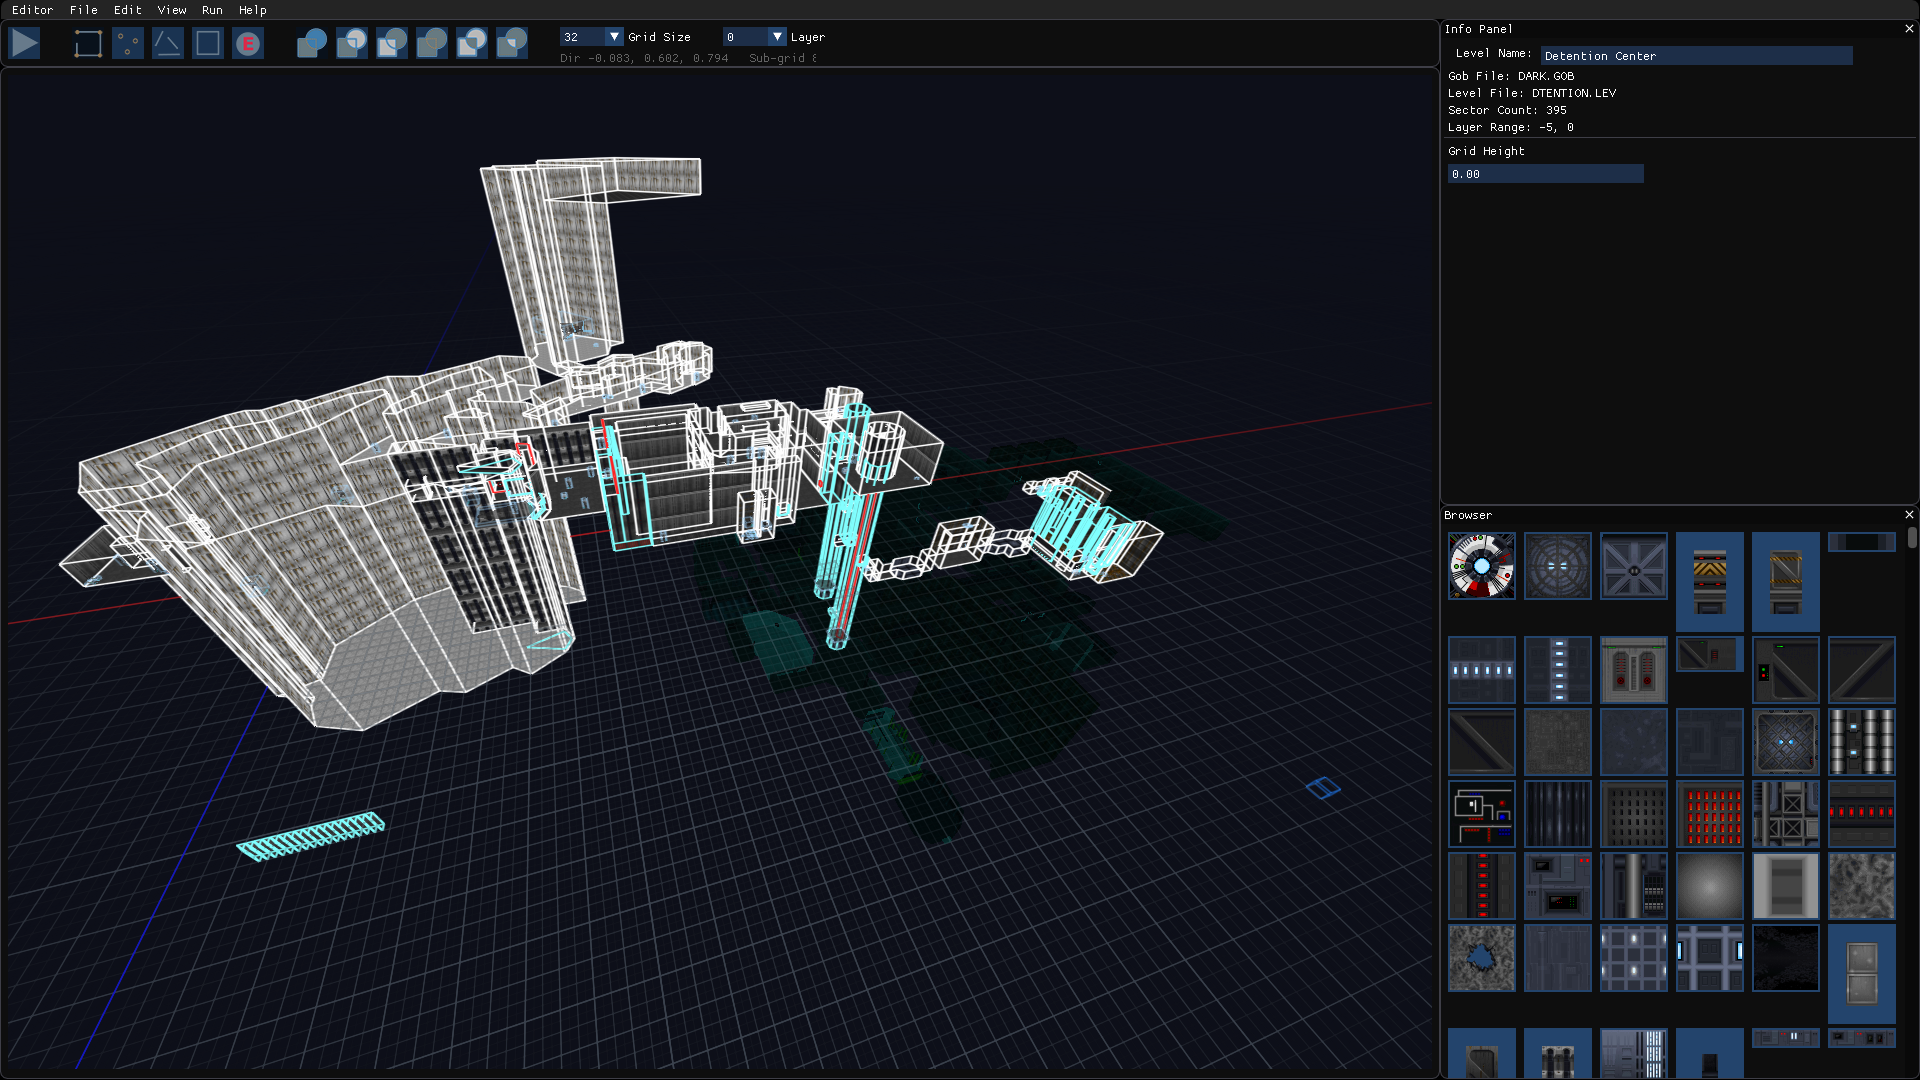 Editor File Edit View Run Help
E
32 Grid Size 0 Layer
Dir -0.083, 0.602, 0.794 Sub-grid
Info Panel
Level Name: Detention Center
Gob File: DARK.GOB
Level File: DTENTION.LEV
Sector Count: 395
Layer Range: -5, 0
Grid Height
0.00
Browser